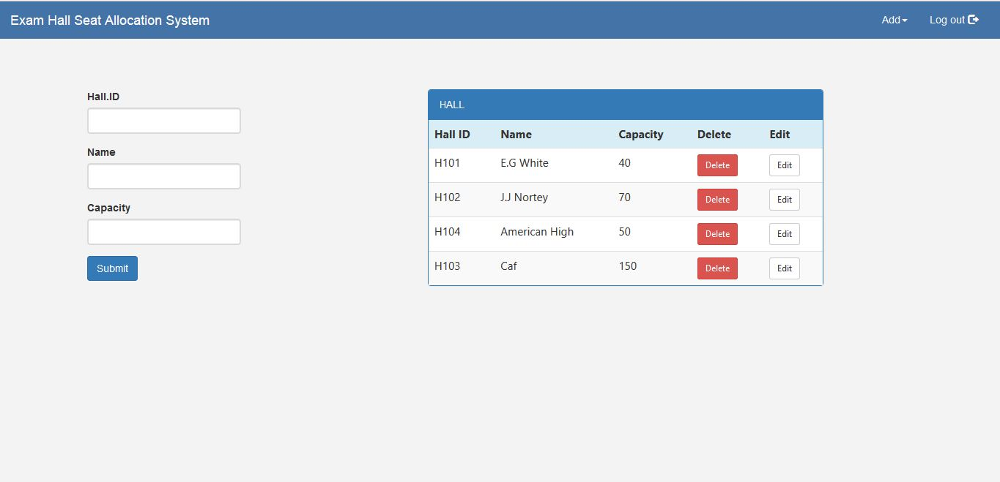 Exam Hall Seat Allocation System Add Log out
Hall.ID
Name
Capacity
Submit
HALL
Hall ID Name Capacity Delete Edit
H101 E.G White 40 Delete Edit
H102 J.J Nortey 70 Delete Edit
H104 American High 50 Delete Edit
H103 Caf 150 Delete Edit